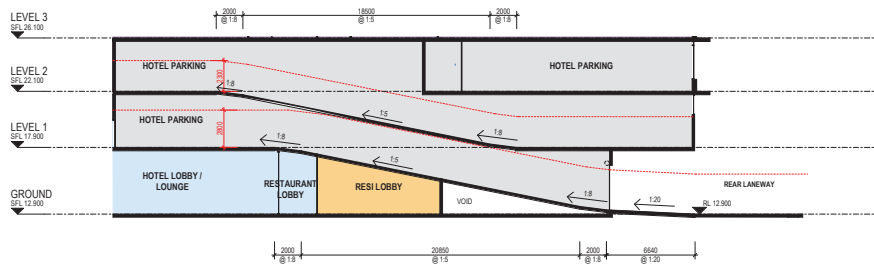 2000
@ 1:8
18500
@ 1:5
2000
@ 1:8
LEVEL 3
SFL 26.100
LEVEL 2
SFL 22.100
HOTEL PARKING
HOTEL PARKING
2300
1:8
HOTEL PARKING
2800
1:5
LEVEL 1
SFL 17.900
1:8
1:8
HOTEL LOBBY /
LOUNGE
RESTAURANT
LOBBY
RESI LOBBY
1:5
REAR LANEWAY
GROUND
SFL 12.900
VOID
1:8
1:20
RL 12.900
2000
@ 1:8
20850
@ 1:5
2000
@ 1:8
6640
@ 1:20